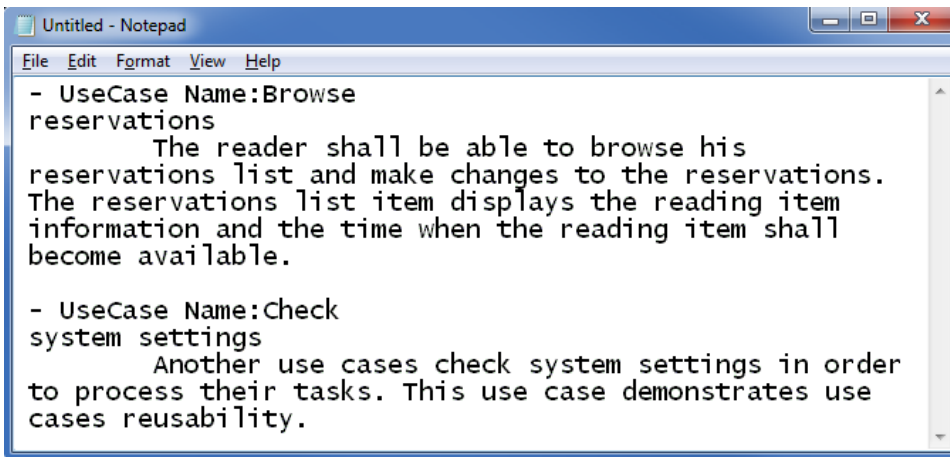 Untitled - Notepad
File Edit Format View Help
- UseCase Name:Browse
reservations
The reader shall be able to browse his
reservations list and make changes to the reservations.
The reservations list item displays the reading item
information and the time when the reading item shall
become available.
- UseCase Name:Check
system settings
Another use cases check system settings in order
to process their tasks. This use case demonstrates use
cases reusability.